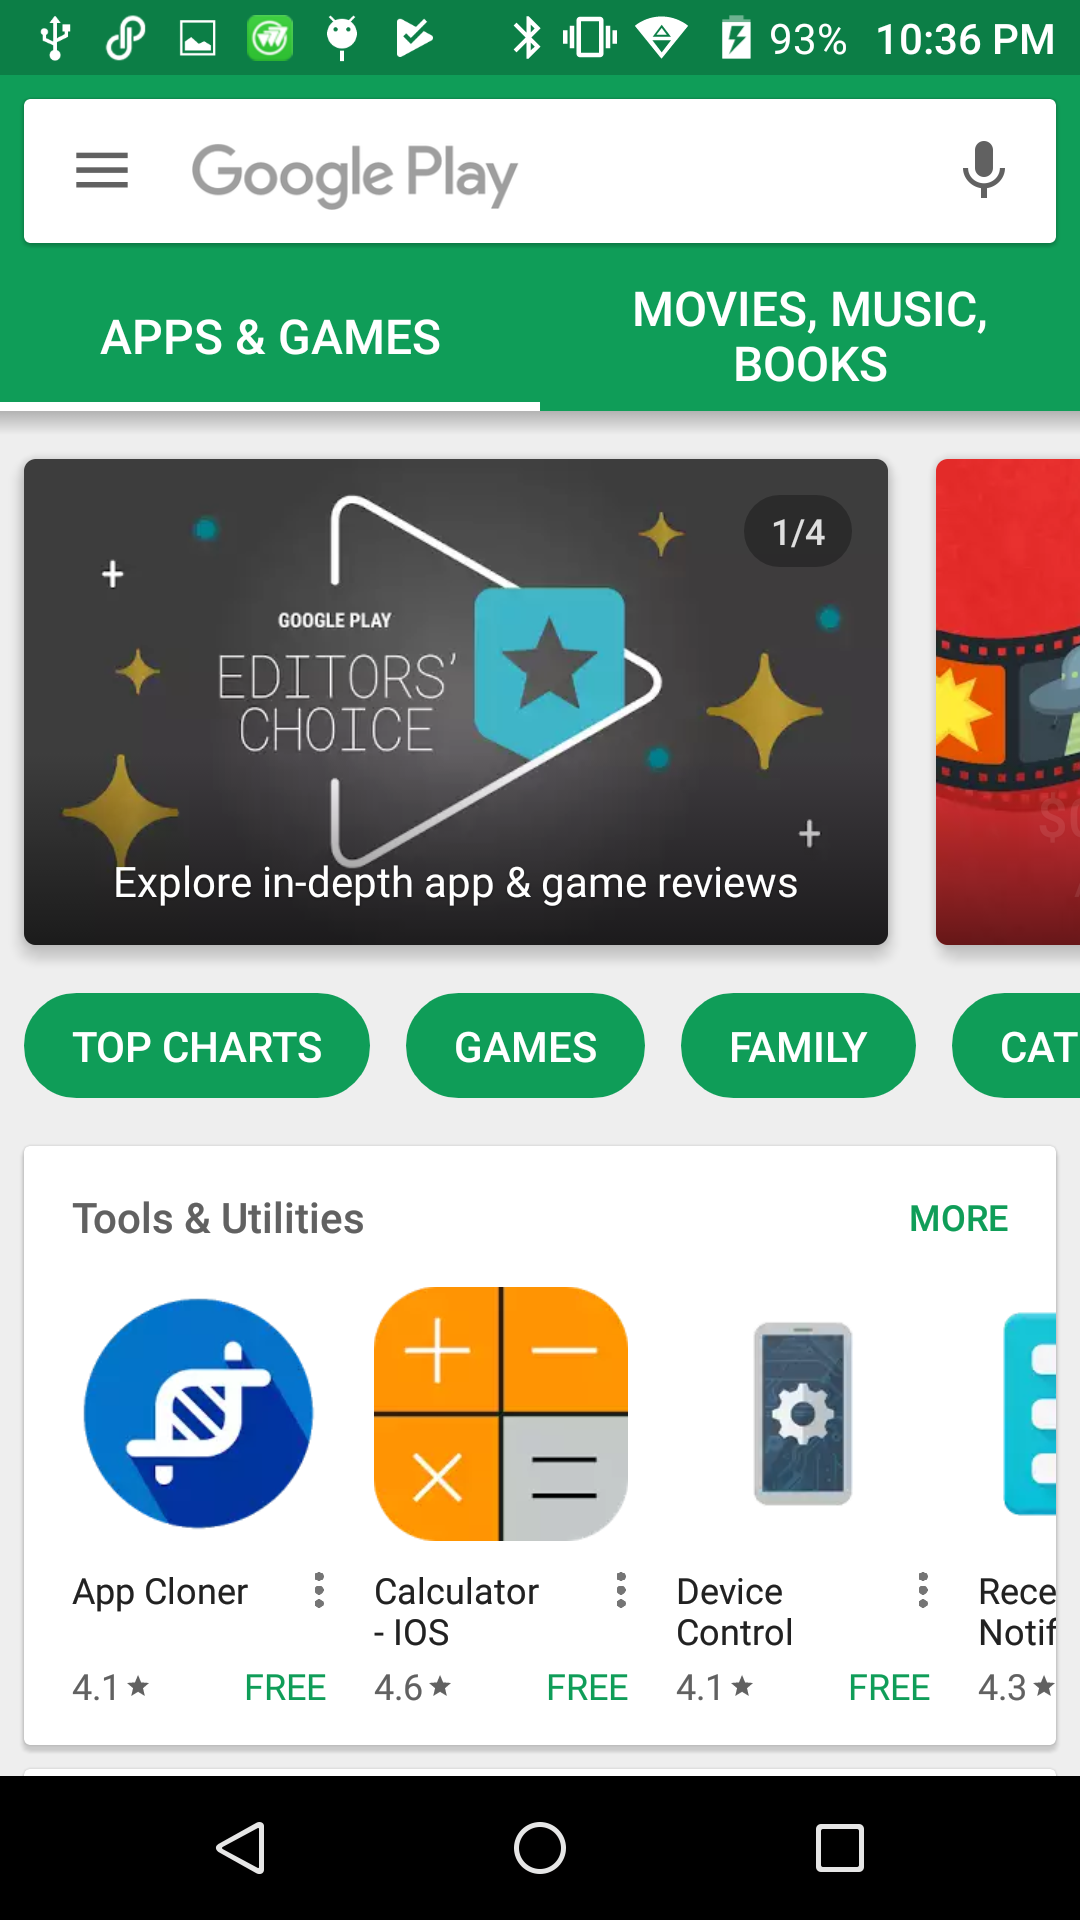 93% 10:36 PM
Google Play
APPS & GAMES
MOVIES, MUSIC,
BOOKS
1/4
GOOGLE PLAY
EDITORS'
CHOICE
Explore in-depth app & game reviews
TOP CHARTS GAMES FAMILY CAT
Tools & Utilities MORE
App Cloner
4.1 ★ FREE
Calculator
- IOS
4.6 ★ FREE
Device
Control
4.1 ★ FREE
Rece
Notif
4.3 ★